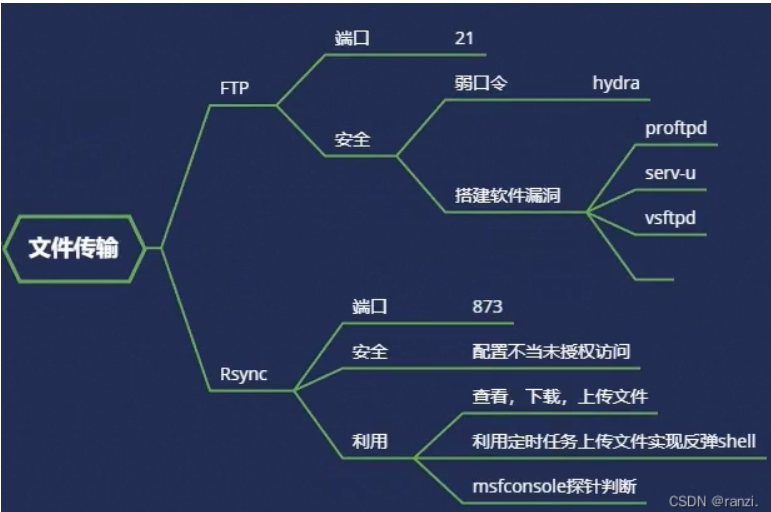 文件传输
FTP
端口 21
安全
弱口令 hydra
搭建软件漏洞
proftpd
serv-u
vsftpd
Rsync
端口 873
安全 配置不当未授权访问
利用
查看，下载，上传文件
利用定时任务上传文件实现反弹shell
msfconsole探针判断
CSDN @ranzi.